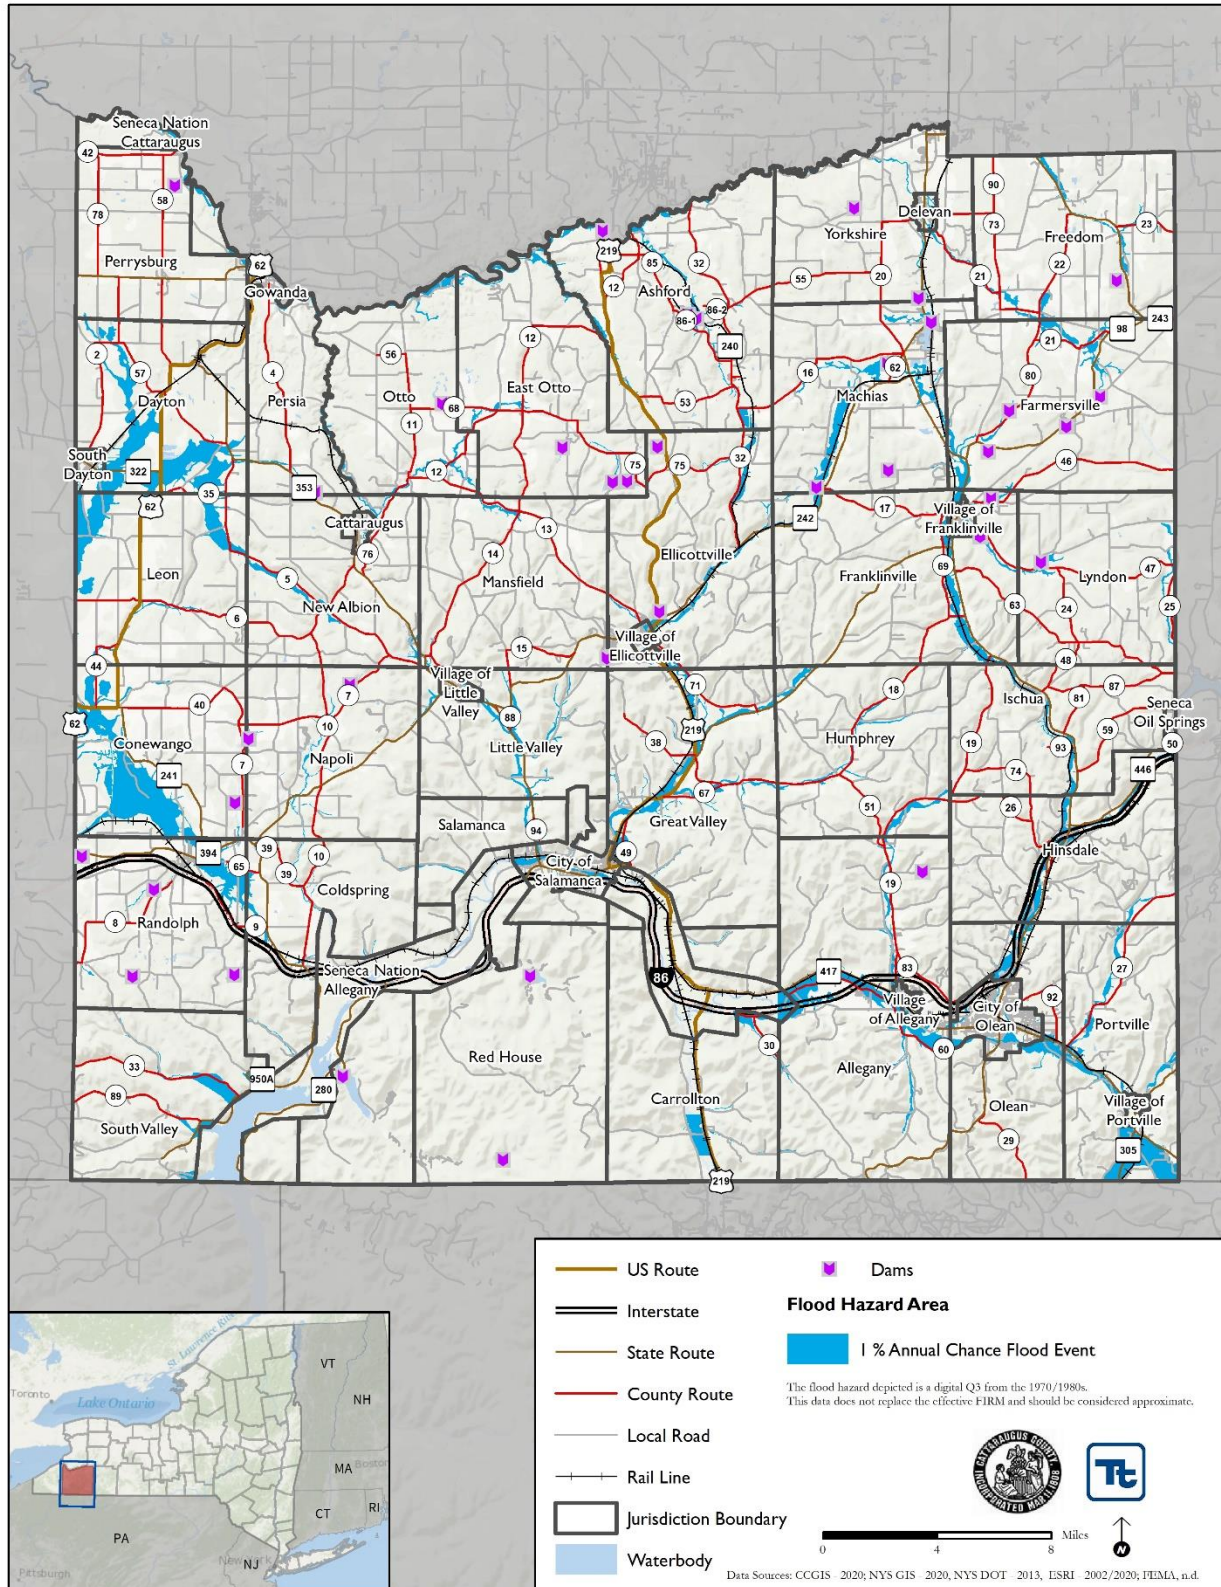 Seneca Nation
Cattaraugus
42
58
78
Perrysburg
62
Gowanda
219
85
32
12
Ashford
86-2
86-1
240
90
Delevan
73
Yorkshire
23
Freedom
22
55
20
21
243
98
21
2
57
4
Dayton
Persia
56
Otto
68
11
12
East Otto
53
16
62
Machias
80
Farmersville
46
South
Dayton
322
35
353
12
75
75
32
62
Cattaraugus
76
13
14
Mansfield
242
17
Village of
Franklinville
Ellicottville
Franklinville
69
Lyndon
47
Leon
5
New Albion
6
63
24
25
15
Village of
Ellicottville
48
44
Village of
Little
Valley
7
71
18
Ischua
81
87
Seneca
Oil Springs
62
40
10
88
219
Conewango
Napoli
Little Valley
38
Humphrey
19
93
59
50
7
241
74
446
67
51
26
Salamanca
94
Great Valley
394
39
65
39
10
City of
Salamanca
49
Hinsdale
Coldspring
19
8
Randolph
9
Seneca Nation
Allegany
86
417
83
27
Village
of Allegany
City of
Olean
92
Portville
Red House
30
60
Allegany
33
950A
280
89
South Valley
Carrollton
Olean
Village of
Portville
29
305
219
US Route
Dams
Interstate
Flood Hazard Area
State Route
1 % Annual Chance Flood Event
County Route
The flood hazard depicted is a digital Q3 from the 1970/1980s.
This data does not replace the effective FIRM and should be considered approximate.
Local Road
Rail Line
Jurisdiction Boundary
Waterbody
CATTARAUGUS COUNTY,
INCORPORATED MAR.11.1808
Tt
Miles
0
4
8
N
Data Sources: CCGIS - 2020; NYS GIS - 2020, NYS DOT - 2013, ESRI - 2002/2020; FEMA, n.d.
St. Lawrence River
Toronto
Lake Ontario
VT
NH
MA
Boston
CT
RI
PA
NJ
Pittsburgh